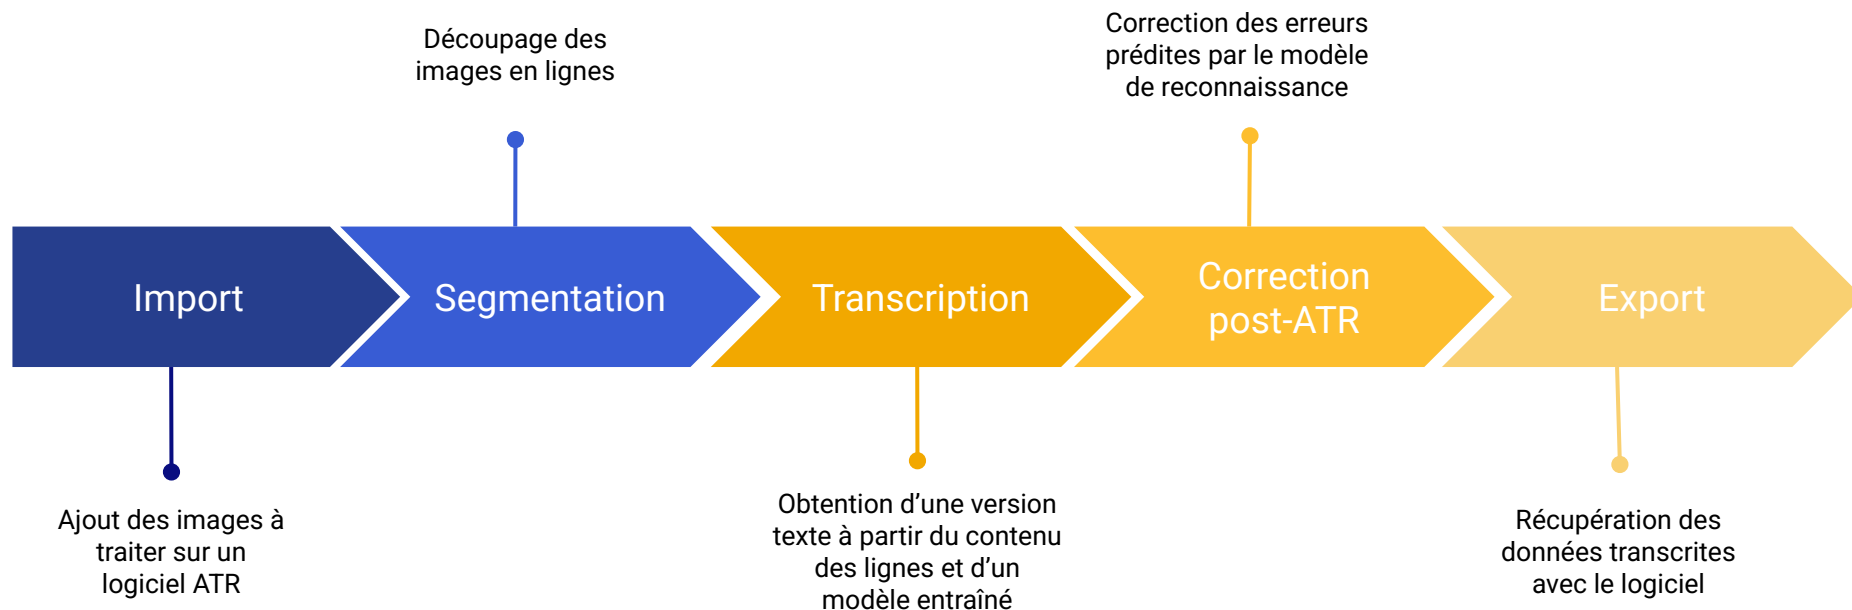 Découpage des
images en lignes
Correction des erreurs
prédites par le modèle
de reconnaissance
Import
Segmentation
Transcription
Correction
post-ATR
Export
Ajout des images à
traiter sur un
logiciel ATR
Obtention d'une version
texte à partir du contenu
des lignes et d'un
modèle entraîné
Récupération des
données transcrites
avec le logiciel